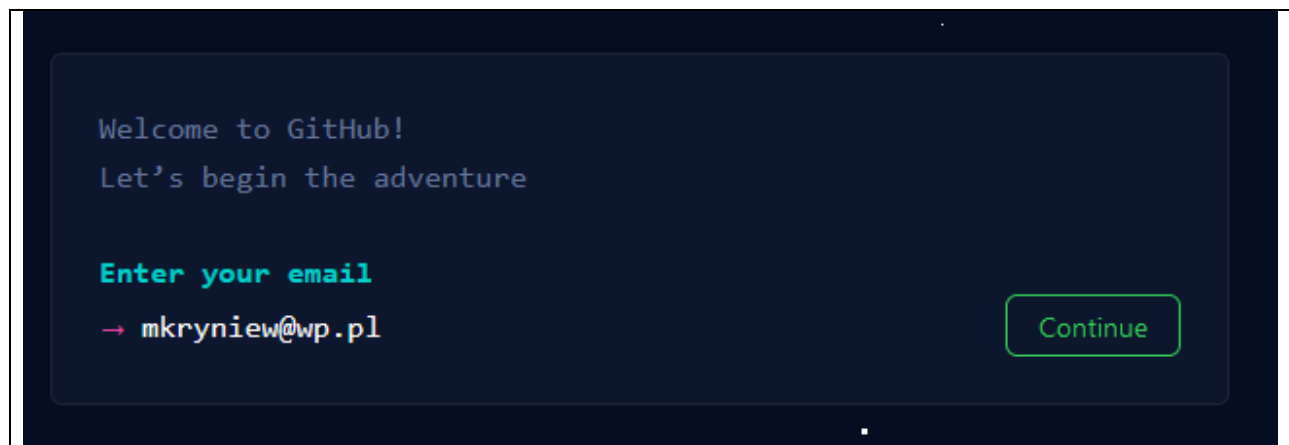 Welcome to GitHub!
Let’s begin the adventure
Enter your email
→ mkryniew@wp.pl
Continue